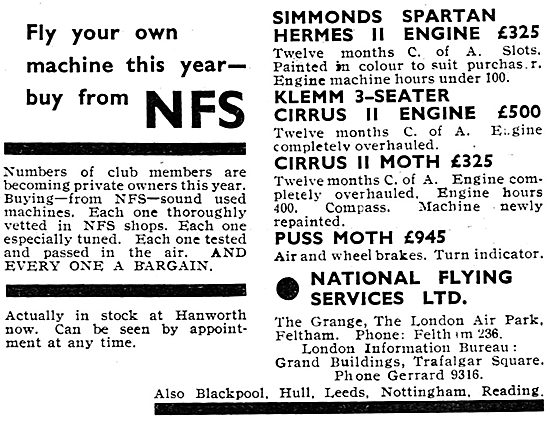 Fly your own
machine this year—
buy from NFS
Numbers of club members are
becoming private owners this year.
Buying—from NFS—sound used
machines. Each one thoroughly
vetted in NFS shops. Each one
especially tuned. Each one tested
and passed in the air. AND
EVERY ONE A BARGAIN.
Actually in stock at Hanworth
now. Can be seen by appoint-
ment at any time.
SIMMONDS SPARTAN
HERMES II ENGINE £325
Twelve months C. of A. Slots.
Painted in colour to suit purchas.r.
Engine machine hours under 100.
KLEMM 3-SEATER
CIRRUS II ENGINE £500
Twelve months C. of A. E..gine
completely overhauled.
CIRRUS II MOTH £325
Twelve months C. of A. Engine com-
pletely overhauled. Engine hours
400. Compass. Machine newly
repainted.
PUSS MOTH £945
Air and wheel brakes. Turn indicator.
NATIONAL FLYING
SERVICES LTD.
The Grange, The London Air Park,
Feltham. Phone: Feltham 236.
London Information Bureau:
Grand Buildings, Trafalgar Square.
Phone Gerrard 9316.
Also Blackpool, Hull, Leeds, Nottingham, Reading.